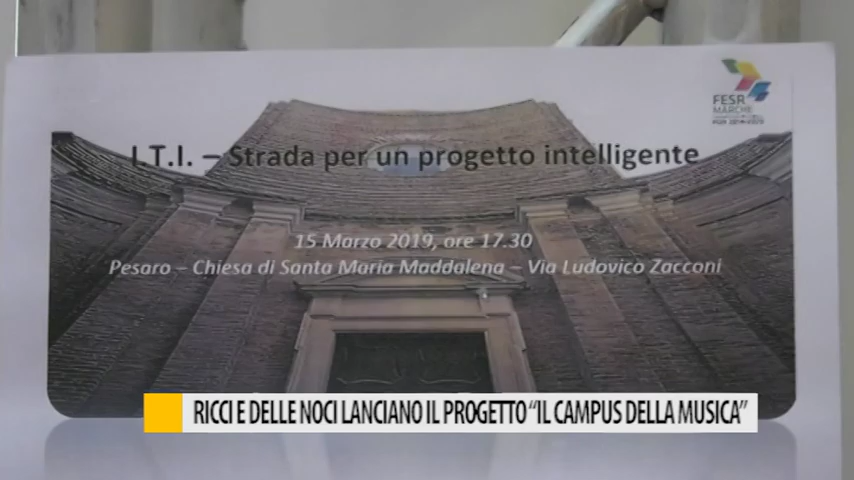 FESR
MARCHE
I.T.I. – Strada per un progetto intelligente
15 Marzo 2019, ore 17.30
Pesaro – Chiesa di Santa Maria Maddalena – Via Ludovico Zacconi
RICCI E DELLE NOCI LANCIANO IL PROGETTO “IL CAMPUS DELLA MUSICA”